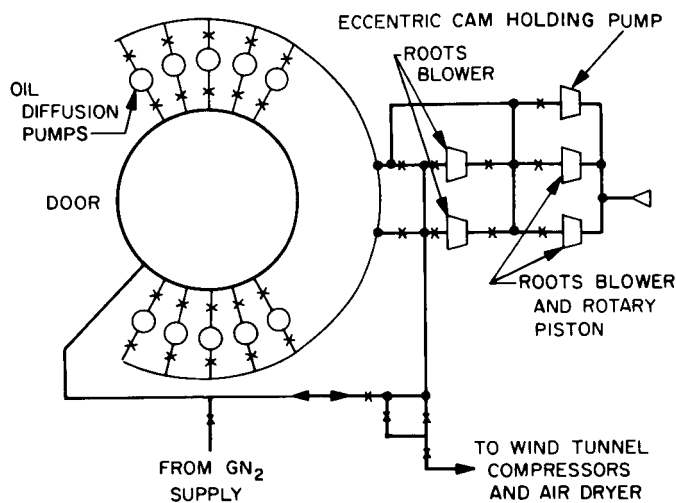 ECCENTRIC CAM HOLDING PUMP
ROOTS
BLOWER
OIL
DIFFUSION
PUMPS
DOOR
ROOTS BLOWER
AND ROTARY
PISTON
FROM GN₂
SUPPLY
TO WIND TUNNEL
COMPRESSORS
AND AIR DRYER